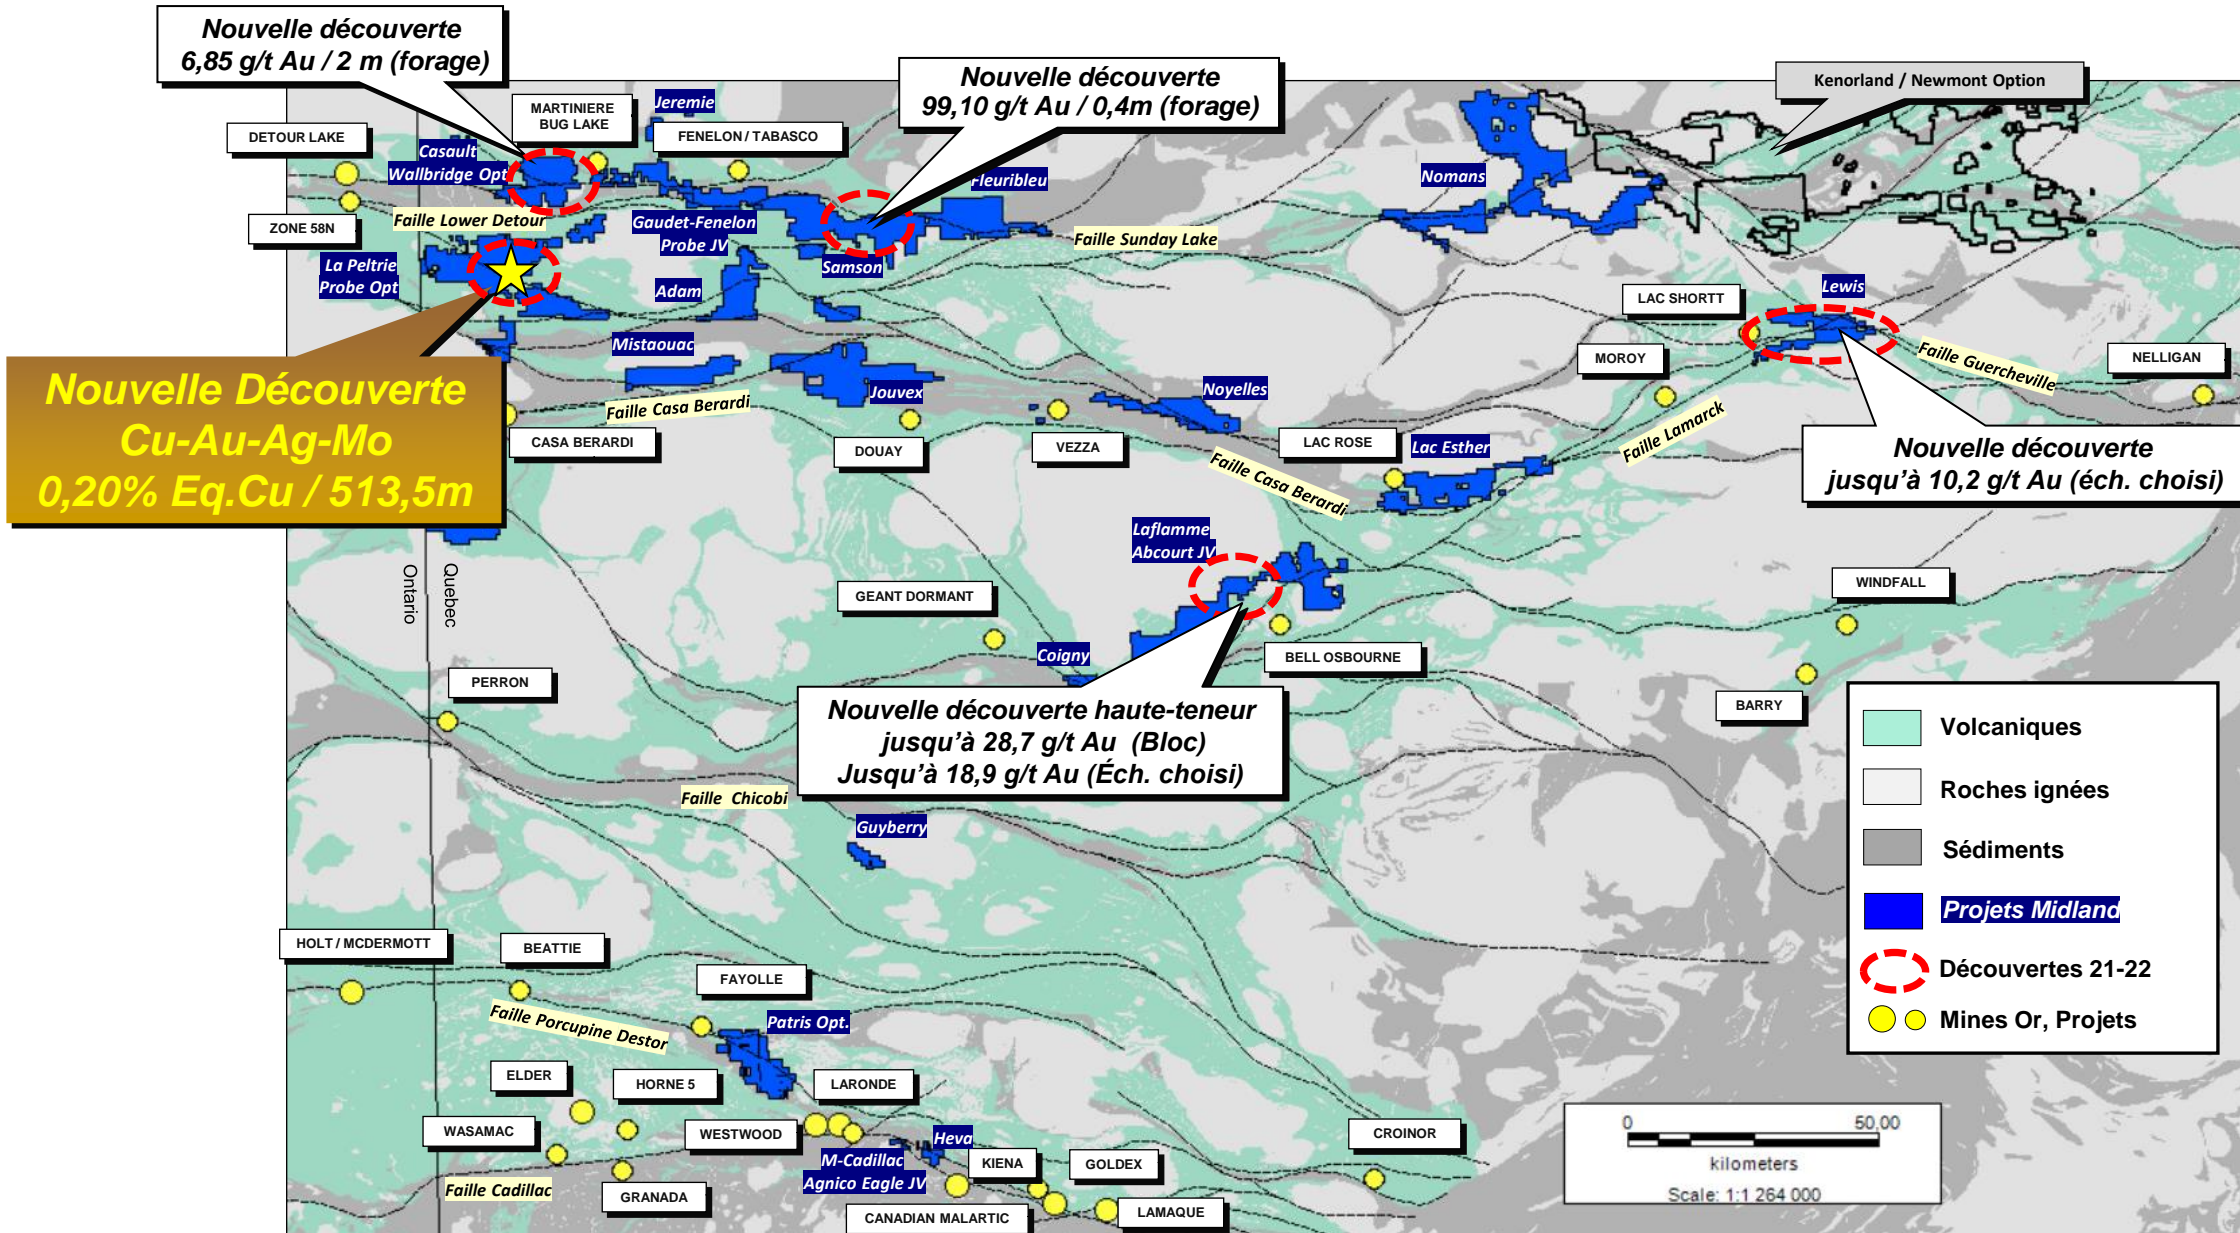 Nouvelle découverte
6,85 g/t Au / 2 m (forage)
Nouvelle découverte
99,10 g/t Au / 0,4m (forage)
Kenorland / Newmont Option
MARTINIERE
BUG LAKE
Jeremie
FENELON / TABASCO
DETOUR LAKE
Casault
Wallbridge Opt
Fleuribleu
Nomans
ZONE 58N
Faille Lower Detour
Gaudet-Fenelon
Probe JV
Faille Sunday Lake
La Peltrie
Probe Opt
Samson
Adam
LAC SHORTT
Lewis
Mistaouac
MOROY
Faille Guercheville
NELLIGAN
Nouvelle Découverte
Cu-Au-Ag-Mo
0,20% Eq.Cu / 513,5m
Jouvex
Noyelles
Faille Casa Berardi
CASA BERARDI
DOUAY
VEZZA
LAC ROSE
Lac Esther
Faille Lamarck
Faille Casa Berardi
Nouvelle découverte
jusqu'à 10,2 g/t Au (éch. choisi)
Laflamme
Abcourt JV
Ontario
Quebec
GEANT DORMANT
WINDFALL
Coigny
BELL OSBOURNE
PERRON
BARRY
Nouvelle découverte haute-teneur
jusqu'à 28,7 g/t Au (Bloc)
Jusqu'à 18,9 g/t Au (Éch. choisi)
Faille Chicobi
Guyberry
Volcaniques
Roches ignées
Sédiments
Projets Midland
Découvertes 21-22
Mines Or, Projets
HOLT / MCDERMOTT
BEATTIE
FAYOLLE
Faille Porcupine Destor
Patris Opt.
ELDER
HORNE 5
LARONDE
WASAMAC
WESTWOOD
Heva
CROINOR
M-Cadillac
Agnico Eagle JV
KIENA
GOLDEX
Faille Cadillac
GRANADA
CANADIAN MALARTIC
LAMAQUE
0 50,00
kilometers
Scale: 1:1 264 000